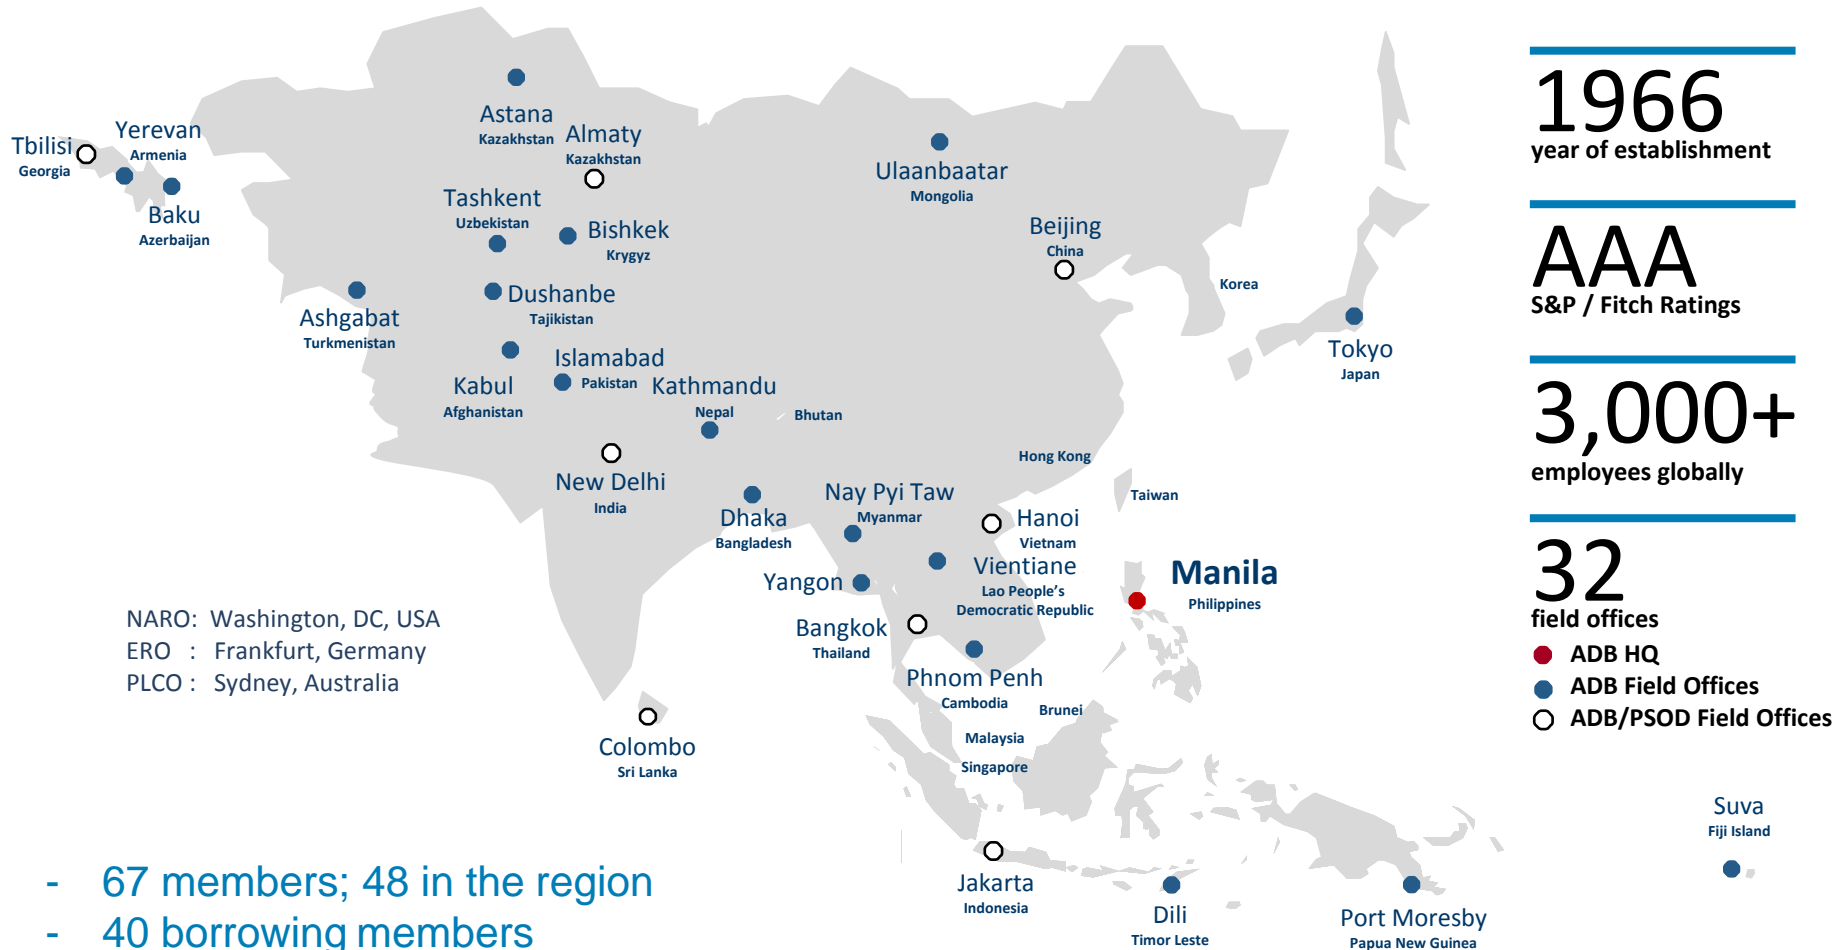 Astana
Kazakhstan
Almaty
Kazakhstan
Tbilisi
Georgia
Yerevan
Armenia
Baku
Azerbaijan
Tashkent
Uzbekistan
Bishkek
Krygyz
Ulaanbaatar
Mongolia
Beijing
China
Korea
Ashgabat
Turkmenistan
Dushanbe
Tajikistan
Tokyo
Japan
Kabul
Afghanistan
Islamabad
Pakistan
Kathmandu
Nepal
Bhutan
New Delhi
India
Hong Kong
Taiwan
Dhaka
Bangladesh
Nay Pyi Taw
Myanmar
Hanoi
Vietnam
Yangon
Vientiane
Lao People's
Democratic Republic
Manila
Philippines
Bangkok
Thailand
Phnom Penh
Cambodia
Brunei
Malaysia
Singapore
Colombo
Sri Lanka
Jakarta
Indonesia
Dili
Timor Leste
Port Moresby
Papua New Guinea
Suva
Fiji Island
NARO: Washington, DC, USA
ERO : Frankfurt, Germany
PLCO : Sydney, Australia
- 67 members; 48 in the region
- 40 borrowing members
1966
year of establishment
AAA
S&P / Fitch Ratings
3,000+
employees globally
32
field offices
ADB HQ
ADB Field Offices
ADB/PSOD Field Offices